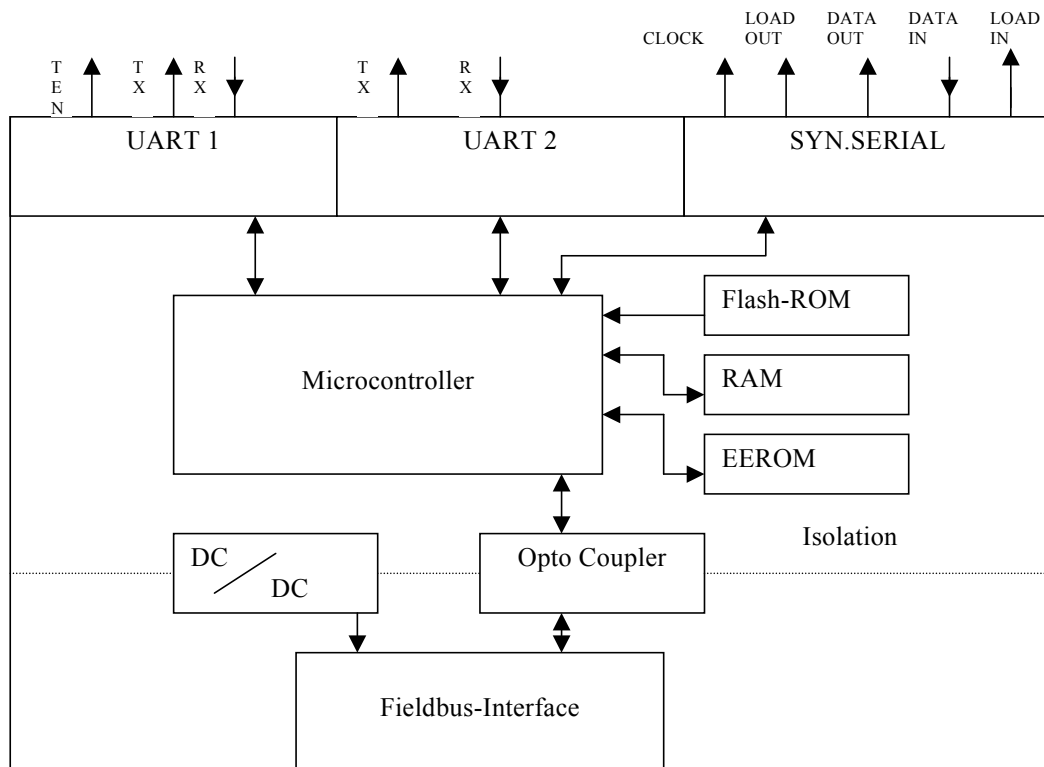 CLOCK
LOAD
OUT
DATA
OUT
DATA
IN
LOAD
IN
T
E
N
T
X
R
X
T
X
R
X
UART 1
UART 2
SYN.SERIAL
Flash-ROM
Microcontroller
RAM
EEROM
DC
DC
Opto Coupler
Isolation
Fieldbus-Interface